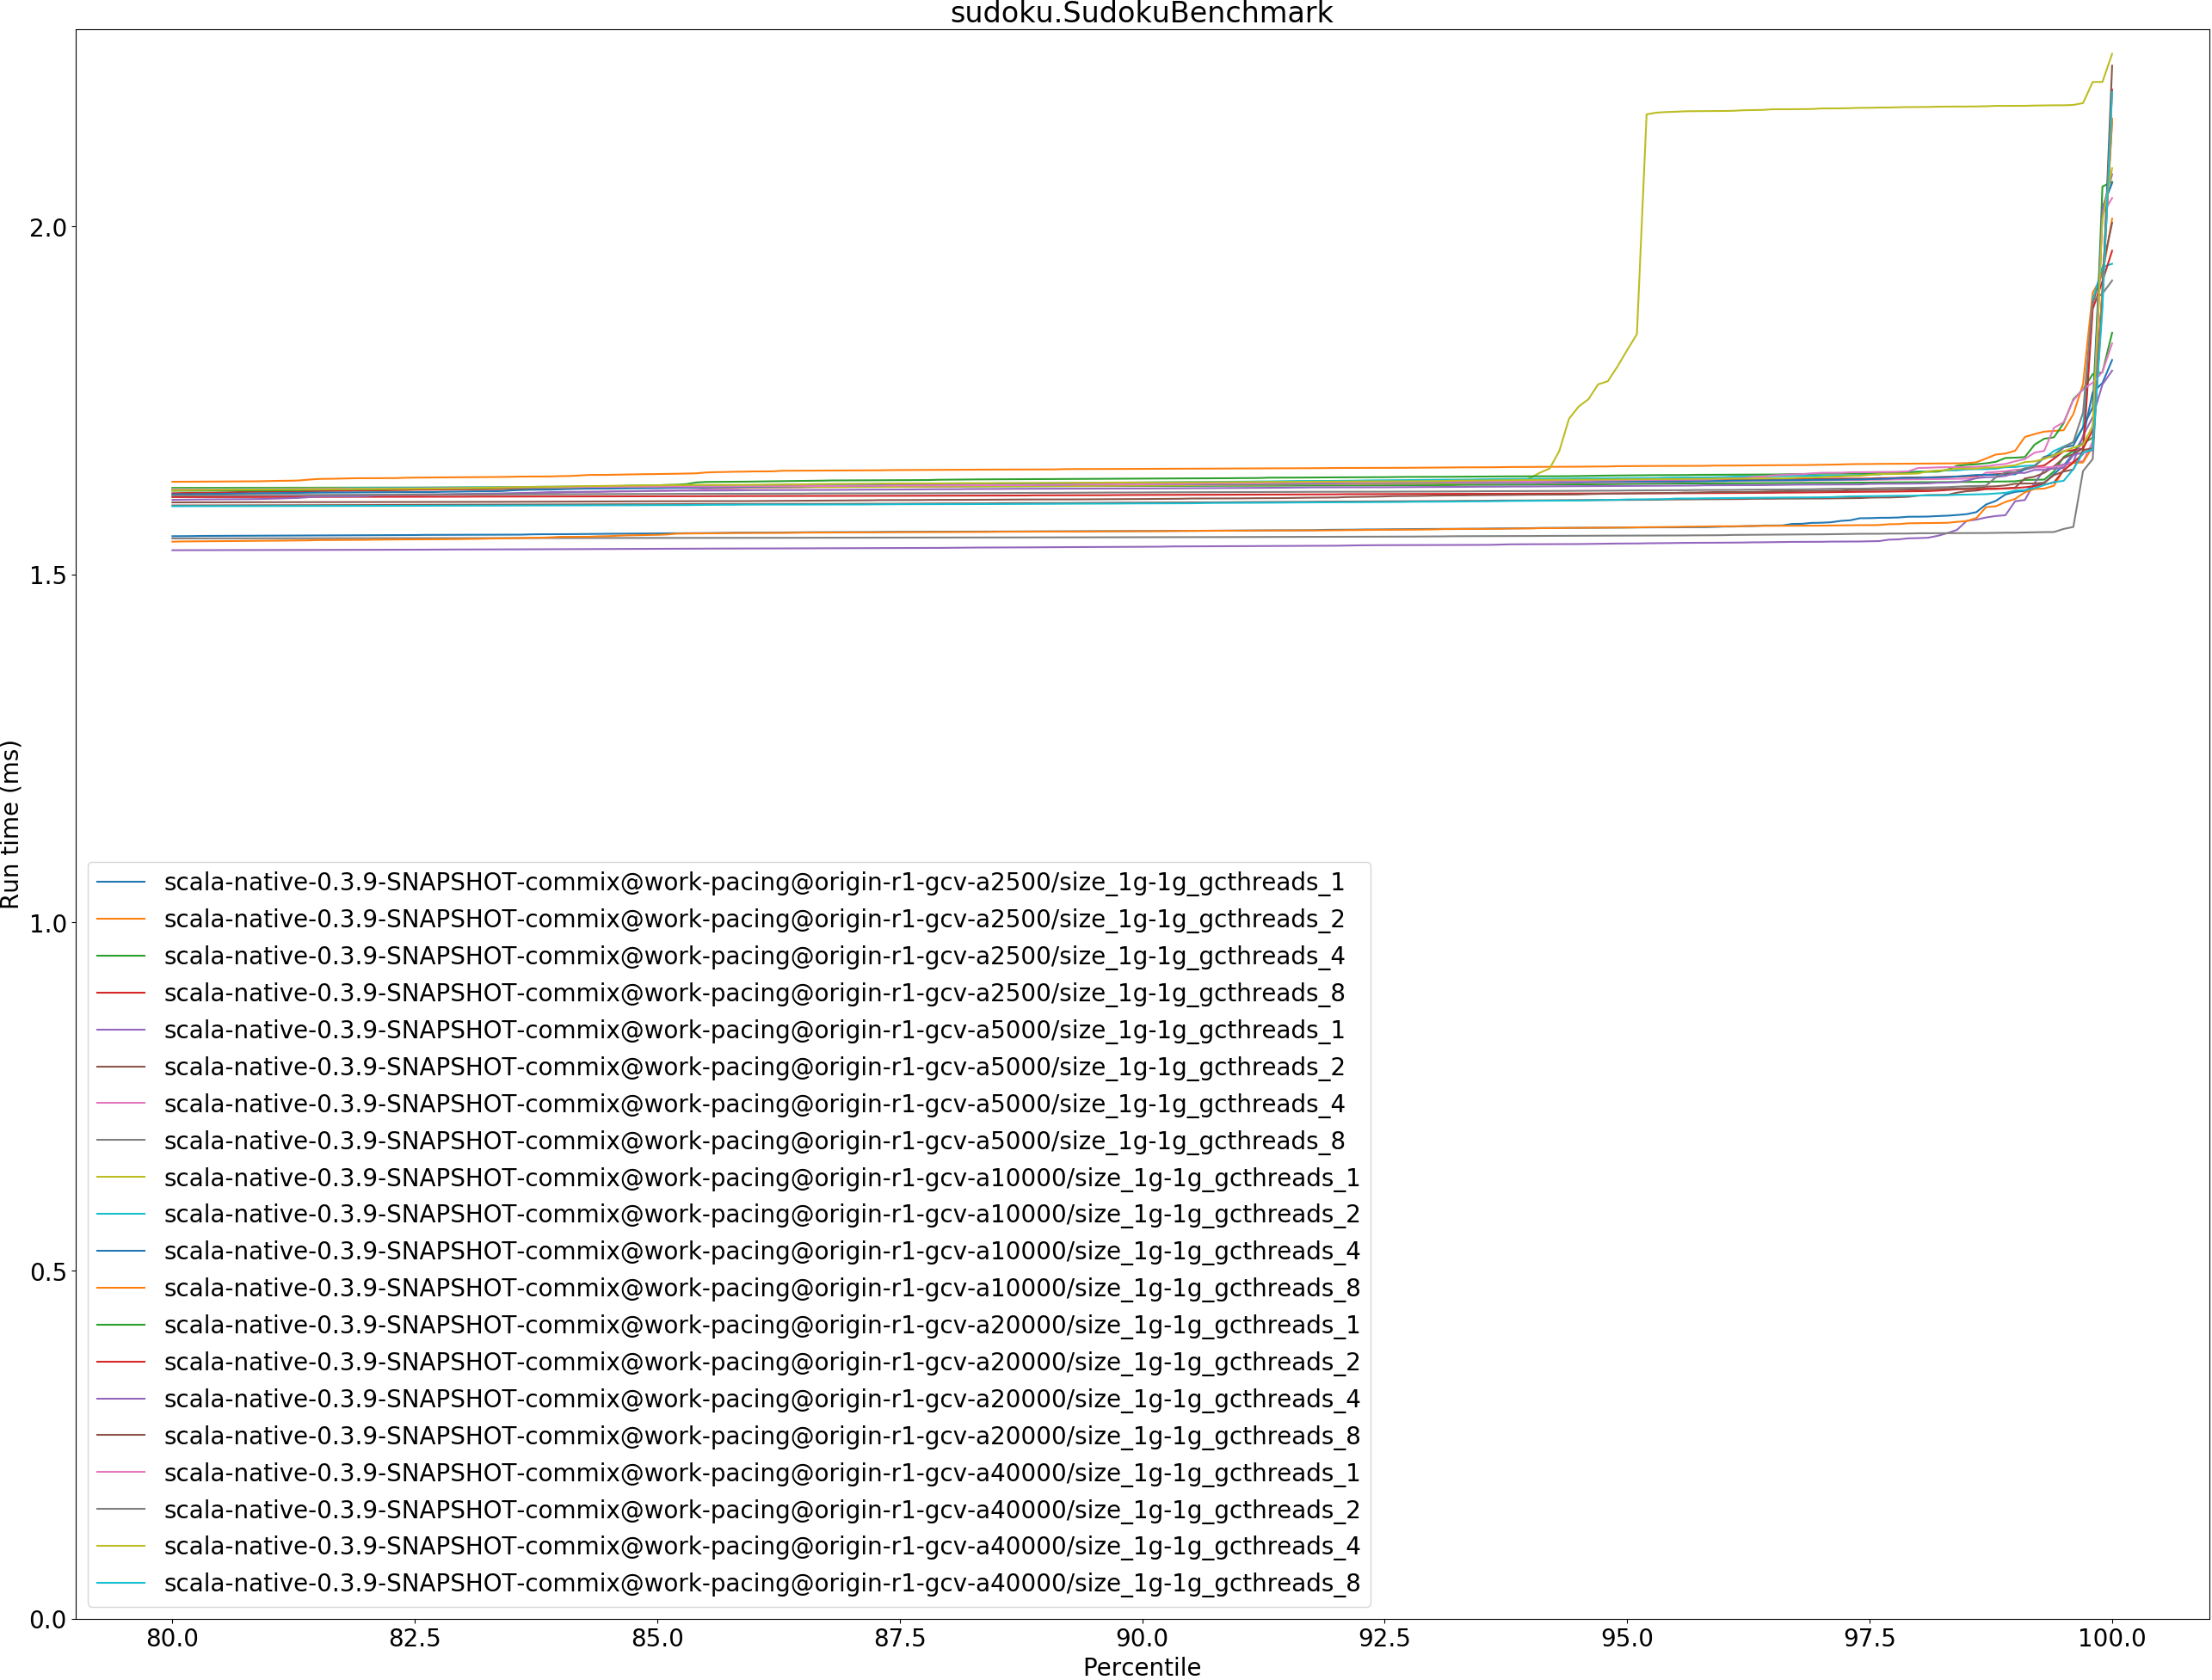 sudoku.SudokuBenchmark
Run time (ms)
2.0
1.5
1.0
0.5
0.0
scala-native-0.3.9-SNAPSHOT-commix@work-pacing@origin-r1-gcv-a2500/size_1g-1g_gcthreads_1
scala-native-0.3.9-SNAPSHOT-commix@work-pacing@origin-r1-gcv-a2500/size_1g-1g_gcthreads_2
scala-native-0.3.9-SNAPSHOT-commix@work-pacing@origin-r1-gcv-a2500/size_1g-1g_gcthreads_4
scala-native-0.3.9-SNAPSHOT-commix@work-pacing@origin-r1-gcv-a2500/size_1g-1g_gcthreads_8
scala-native-0.3.9-SNAPSHOT-commix@work-pacing@origin-r1-gcv-a5000/size_1g-1g_gcthreads_1
scala-native-0.3.9-SNAPSHOT-commix@work-pacing@origin-r1-gcv-a5000/size_1g-1g_gcthreads_2
scala-native-0.3.9-SNAPSHOT-commix@work-pacing@origin-r1-gcv-a5000/size_1g-1g_gcthreads_4
scala-native-0.3.9-SNAPSHOT-commix@work-pacing@origin-r1-gcv-a5000/size_1g-1g_gcthreads_8
scala-native-0.3.9-SNAPSHOT-commix@work-pacing@origin-r1-gcv-a10000/size_1g-1g_gcthreads_1
scala-native-0.3.9-SNAPSHOT-commix@work-pacing@origin-r1-gcv-a10000/size_1g-1g_gcthreads_2
scala-native-0.3.9-SNAPSHOT-commix@work-pacing@origin-r1-gcv-a10000/size_1g-1g_gcthreads_4
scala-native-0.3.9-SNAPSHOT-commix@work-pacing@origin-r1-gcv-a10000/size_1g-1g_gcthreads_8
scala-native-0.3.9-SNAPSHOT-commix@work-pacing@origin-r1-gcv-a20000/size_1g-1g_gcthreads_1
scala-native-0.3.9-SNAPSHOT-commix@work-pacing@origin-r1-gcv-a20000/size_1g-1g_gcthreads_2
scala-native-0.3.9-SNAPSHOT-commix@work-pacing@origin-r1-gcv-a20000/size_1g-1g_gcthreads_4
scala-native-0.3.9-SNAPSHOT-commix@work-pacing@origin-r1-gcv-a20000/size_1g-1g_gcthreads_8
scala-native-0.3.9-SNAPSHOT-commix@work-pacing@origin-r1-gcv-a40000/size_1g-1g_gcthreads_1
scala-native-0.3.9-SNAPSHOT-commix@work-pacing@origin-r1-gcv-a40000/size_1g-1g_gcthreads_2
scala-native-0.3.9-SNAPSHOT-commix@work-pacing@origin-r1-gcv-a40000/size_1g-1g_gcthreads_4
scala-native-0.3.9-SNAPSHOT-commix@work-pacing@origin-r1-gcv-a40000/size_1g-1g_gcthreads_8
80.0 82.5 85.0 87.5 90.0 92.5 95.0 97.5 100.0
Percentile